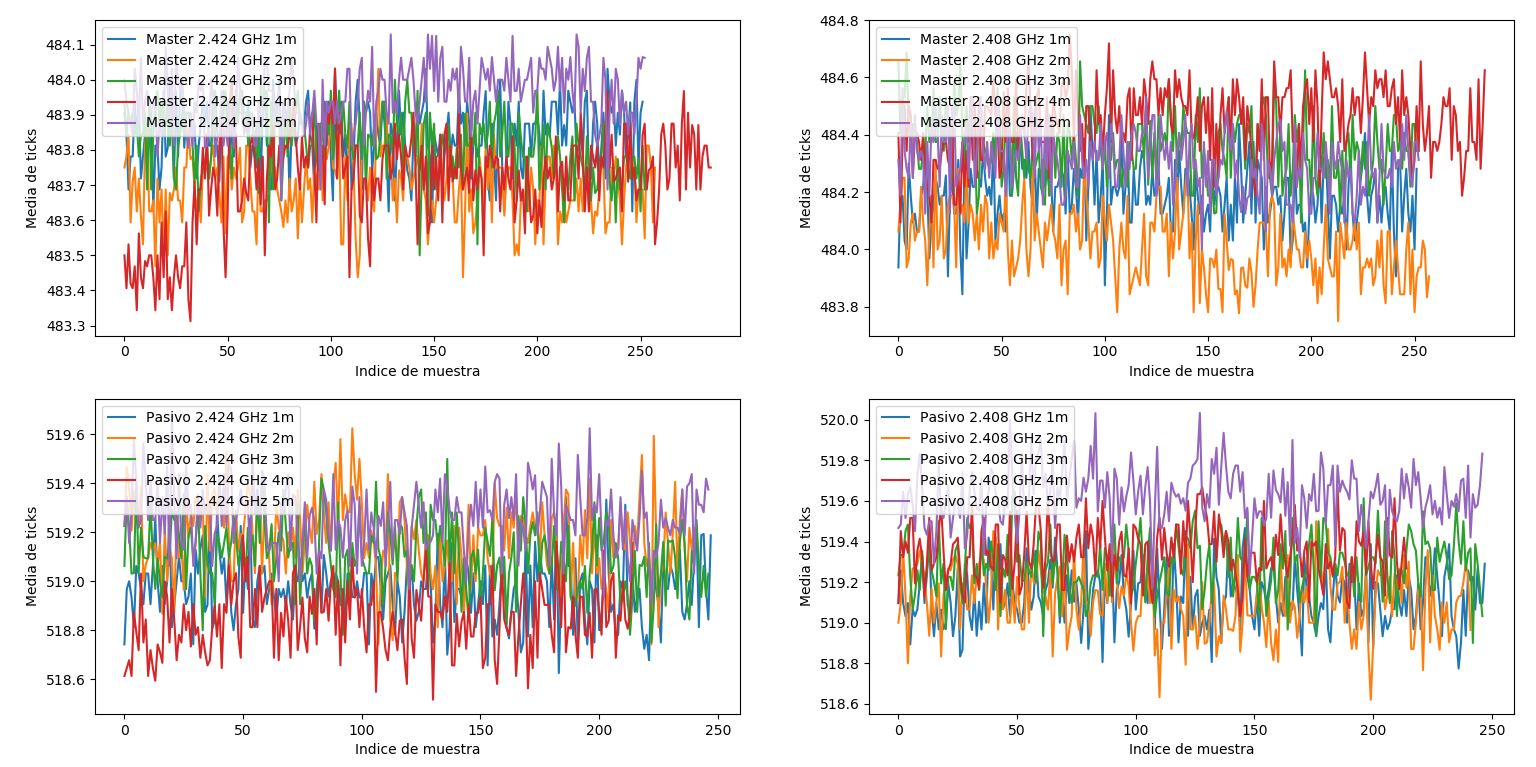 484.1
484.0
483.9
483.8
483.7
483.6
483.5
483.4
483.3
Media de ticks
Master 2.424 GHz 1m
Master 2.424 GHz 2m
Master 2.424 GHz 3m
Master 2.424 GHz 4m
Master 2.424 GHz 5m
0 50 100 150 200 250
Indice de muestra
484.8
484.6
484.4
484.2
484.0
483.8
Media de ticks
Master 2.408 GHz 1m
Master 2.408 GHz 2m
Master 2.408 GHz 3m
Master 2.408 GHz 4m
Master 2.408 GHz 5m
0 50 100 150 200 250
Indice de muestra
519.6
519.4
519.2
519.0
518.8
518.6
Media de ticks
Pasivo 2.424 GHz 1m
Pasivo 2.424 GHz 2m
Pasivo 2.424 GHz 3m
Pasivo 2.424 GHz 4m
Pasivo 2.424 GHz 5m
0 50 100 150 200 250
Indice de muestra
520.0
519.8
519.6
519.4
519.2
519.0
518.8
518.6
Media de ticks
Pasivo 2.408 GHz 1m
Pasivo 2.408 GHz 2m
Pasivo 2.408 GHz 3m
Pasivo 2.408 GHz 4m
Pasivo 2.408 GHz 5m
0 50 100 150 200 250
Indice de muestra